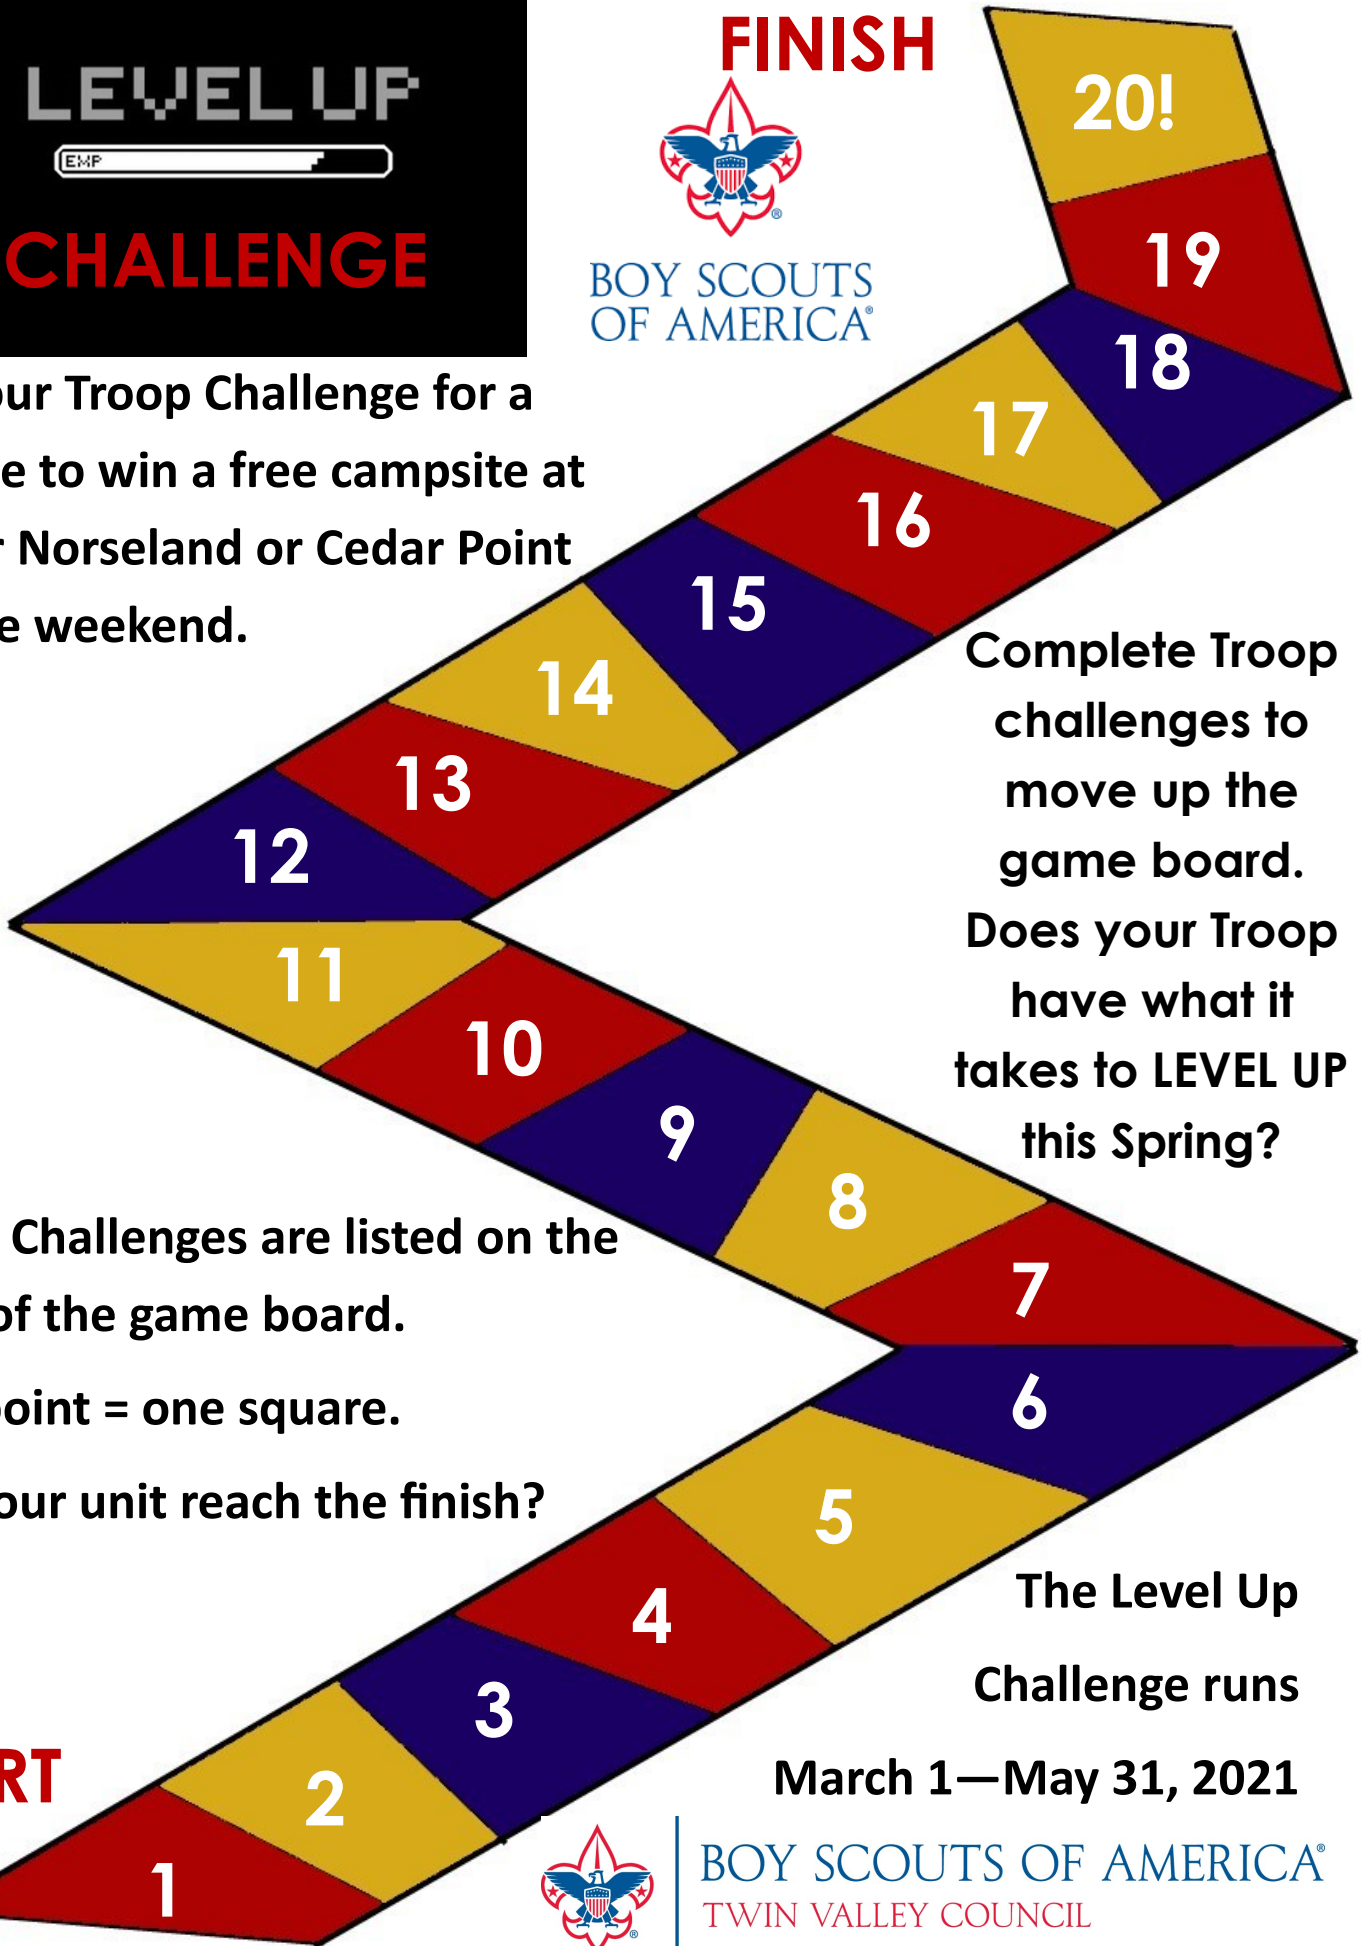 LEVEL UP
EXP
CHALLENGE
FINISH
BOY SCOUTS
OF AMERICA®
our Troop Challenge for a
e to win a free campsite at
r Norseland or Cedar Point
e weekend.
20!
19
18
17
16
15
14
13
12
11
10
9
8
7
6
5
4
3
2
1
Complete Troop
challenges to
move up the
game board.
Does your Troop
have what it
takes to LEVEL UP
this Spring?
Challenges are listed on the
of the game board.
point = one square.
our unit reach the finish?
The Level Up
Challenge runs
March 1—May 31, 2021
RT
BOY SCOUTS OF AMERICA®
TWIN VALLEY COUNCIL